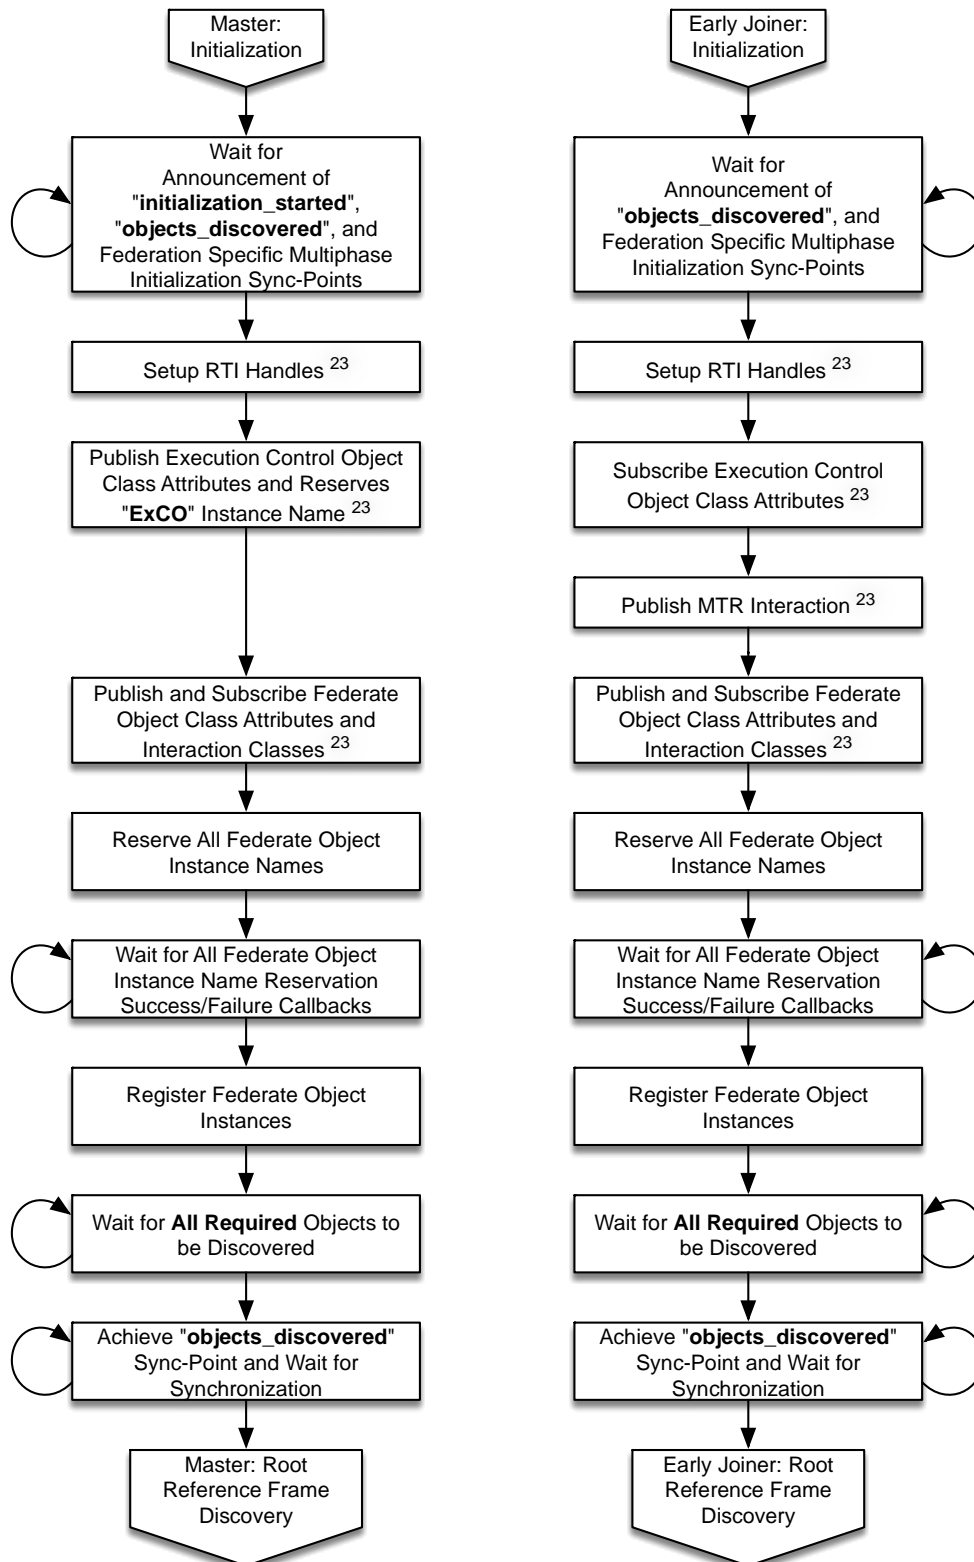 Master:
Initialization
Wait for
Announcement of
"initialization_started",
"objects_discovered", and
Federation Specific Multiphase
Initialization Sync-Points
Setup RTI Handles 23
Publish Execution Control Object
Class Attributes and Reserves
"ExCO" Instance Name 23
Publish and Subscribe Federate
Object Class Attributes and
Interaction Classes 23
Reserve All Federate Object
Instance Names
Wait for All Federate Object
Instance Name Reservation
Success/Failure Callbacks
Register Federate Object
Instances
Wait for All Required Objects to
be Discovered
Achieve "objects_discovered"
Sync-Point and Wait for
Synchronization
Master: Root
Reference Frame
Discovery
Early Joiner:
Initialization
Wait for
Announcement of
"objects_discovered", and
Federation Specific Multiphase
Initialization Sync-Points
Setup RTI Handles 23
Subscribe Execution Control
Object Class Attributes 23
Publish MTR Interaction 23
Publish and Subscribe Federate
Object Class Attributes and
Interaction Classes 23
Reserve All Federate Object
Instance Names
Wait for All Federate Object
Instance Name Reservation
Success/Failure Callbacks
Register Federate Object
Instances
Wait for All Required Objects to
be Discovered
Achieve "objects_discovered"
Sync-Point and Wait for
Synchronization
Early Joiner: Root
Reference Frame
Discovery